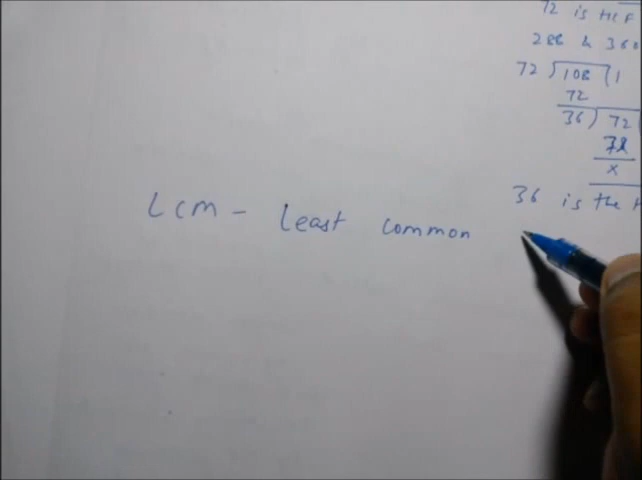 72 is HCF
288 & 360
72 ) 108 ( 1
72
36 ) 72
72
x
36 is the
LCM - Least common